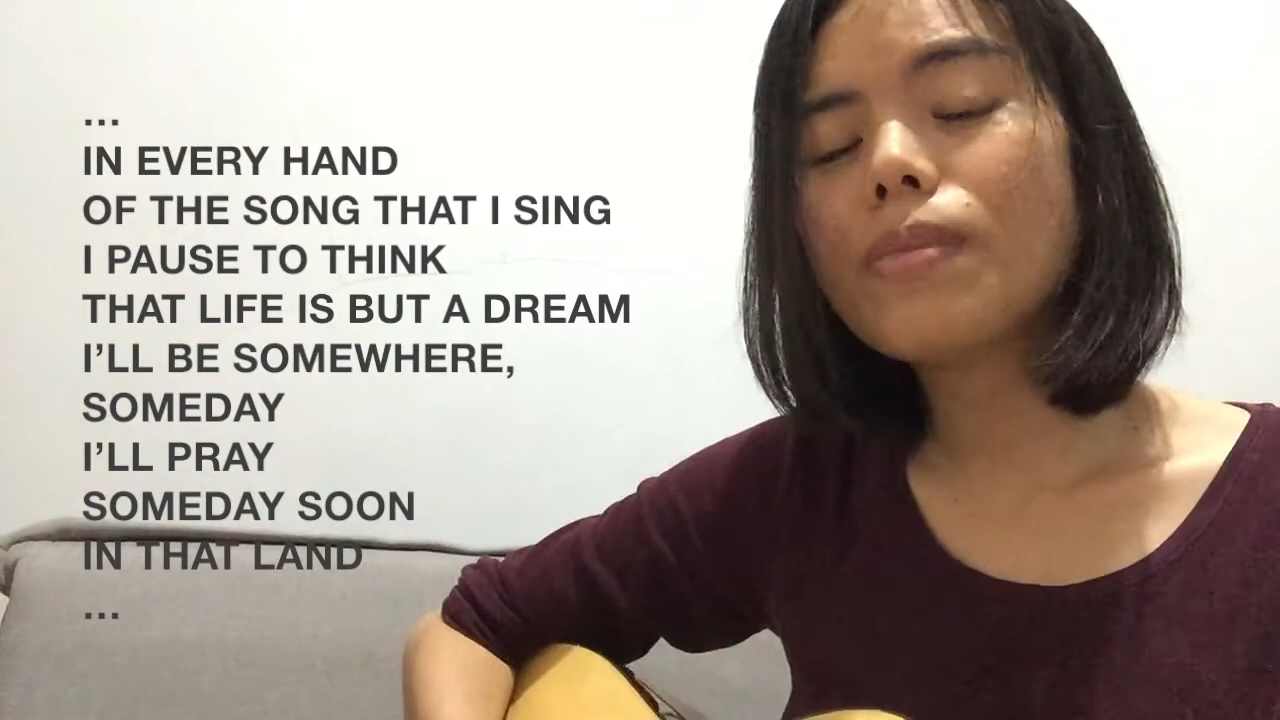 ...
IN EVERY HAND
OF THE SONG THAT I SING
I PAUSE TO THINK
THAT LIFE IS BUT A DREAM
I’LL BE SOMEWHERE,
SOMEDAY
I’LL PRAY
SOMEDAY SOON
IN THAT LAND
...